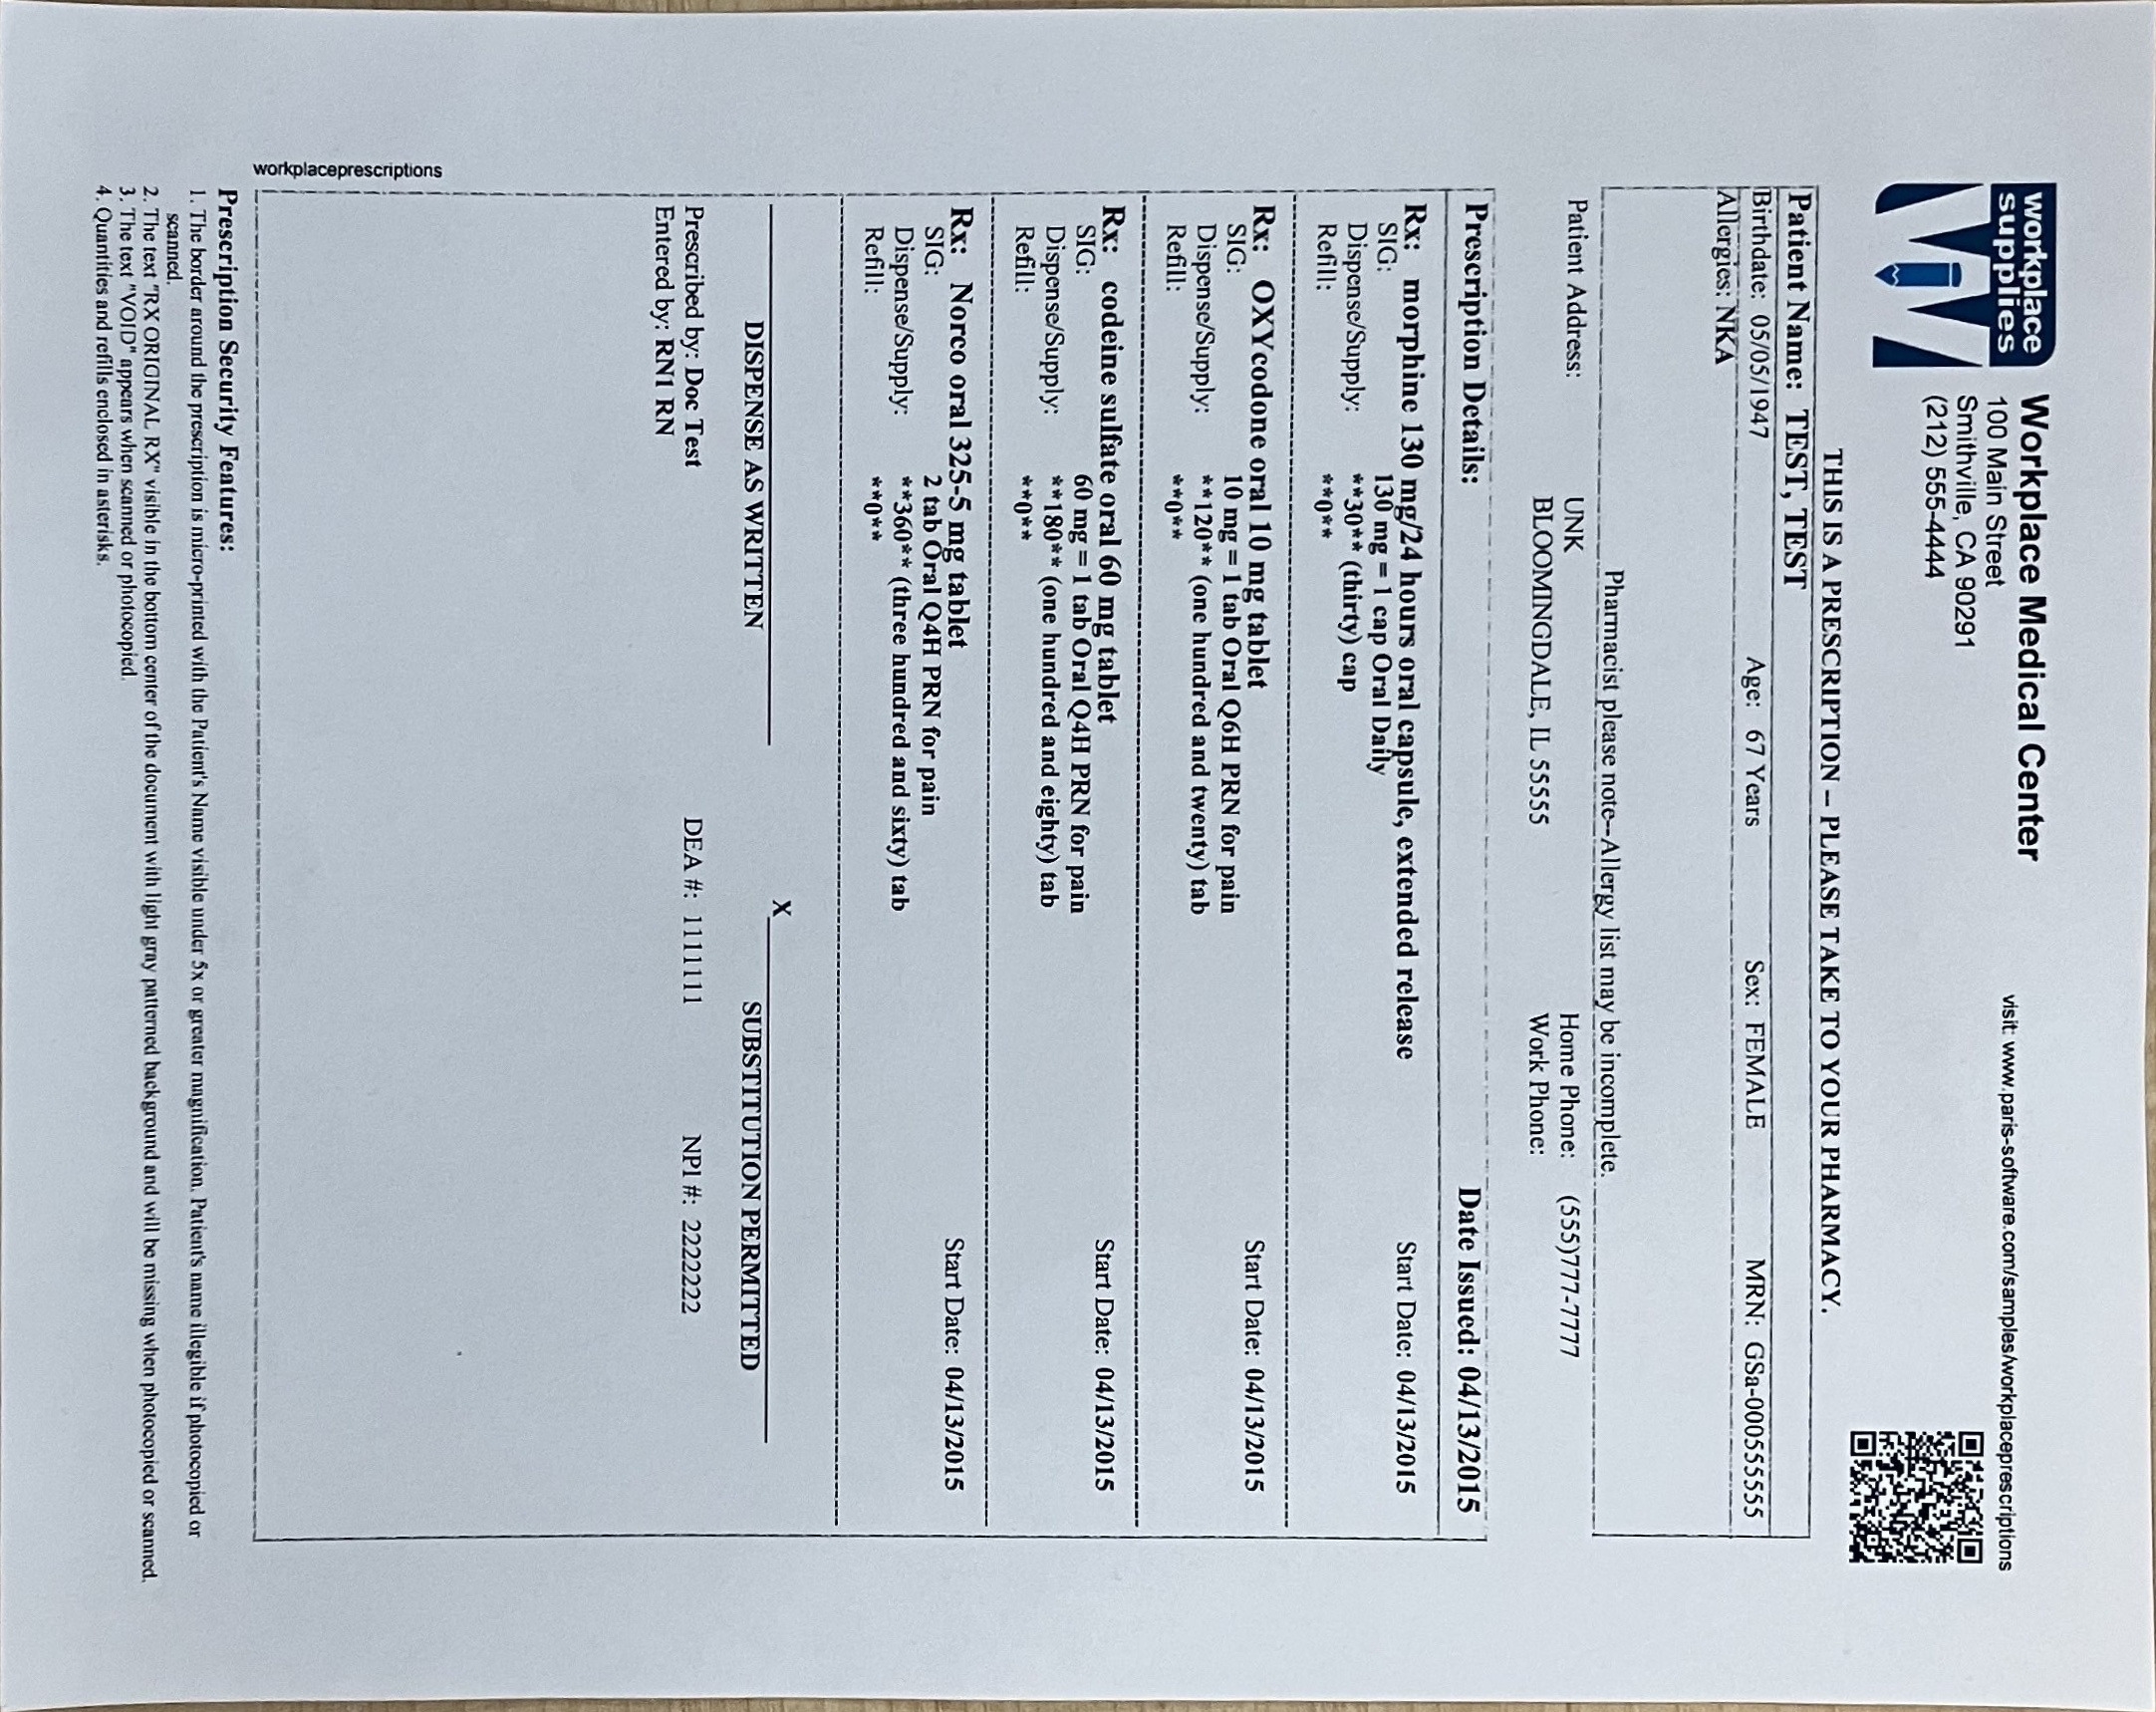 workplace
supplies
Workplace Medical Center
100 Main Street
Smithville, CA 90291
(212) 555-4444
visit: www.paris-software.com/samples/workplaceprescriptions
THIS IS A PRESCRIPTION – PLEASE TAKE TO YOUR PHARMACY.
Patient Name: TEST, TEST
Birthdate: 05/05/1947 Age: 67 Years Sex: FEMALE MRN: GSa-000555555
Allergies: NKA
Pharmacist please note--Allergy list may be incomplete.
Patient Address: UNK Home Phone: (555)777-7777
BLOOMINGDALE, IL 55555 Work Phone:
Prescription Details: Date Issued: 04/13/2015
Rx: morphine 130 mg/24 hours oral capsule, extended release Start Date: 04/13/2015
SIG: 130 mg = 1 cap Oral Daily
Dispense/Supply: **30** (thirty) cap
Refill: **0**
Rx: OXYcodone oral 10 mg tablet Start Date: 04/13/2015
SIG: 10 mg = 1 tab Oral Q6H PRN for pain
Dispense/Supply: **120** (one hundred and twenty) tab
Refill: **0**
Rx: codeine sulfate oral 60 mg tablet Start Date: 04/13/2015
SIG: 60 mg = 1 tab Oral Q4H PRN for pain
Dispense/Supply: **180** (one hundred and eighty) tab
Refill: **0**
Rx: Norco oral 325-5 mg tablet Start Date: 04/13/2015
SIG: 2 tab Oral Q4H PRN for pain
Dispense/Supply: **360** (three hundred and sixty) tab
Refill: **0**
X
DISPENSE AS WRITTEN SUBSTITUTION PERMITTED
Prescribed by: Doc Test DEA #: 1111111 NPI #: 2222222
Entered by: RN1 RN
workplaceprescriptions
Prescription Security Features:
1. The border around the prescription is micro-printed with the Patient's Name visible under 5x or greater magnification. Patient's name illegible if photocopied or
scanned.
2. The text "RX ORIGINAL RX" visible in the bottom center of the document with light gray patterned background and will be missing when photocopied or scanned.
3. The text "VOID" appears when scanned or photocopied.
4. Quantities and refills enclosed in asterisks.